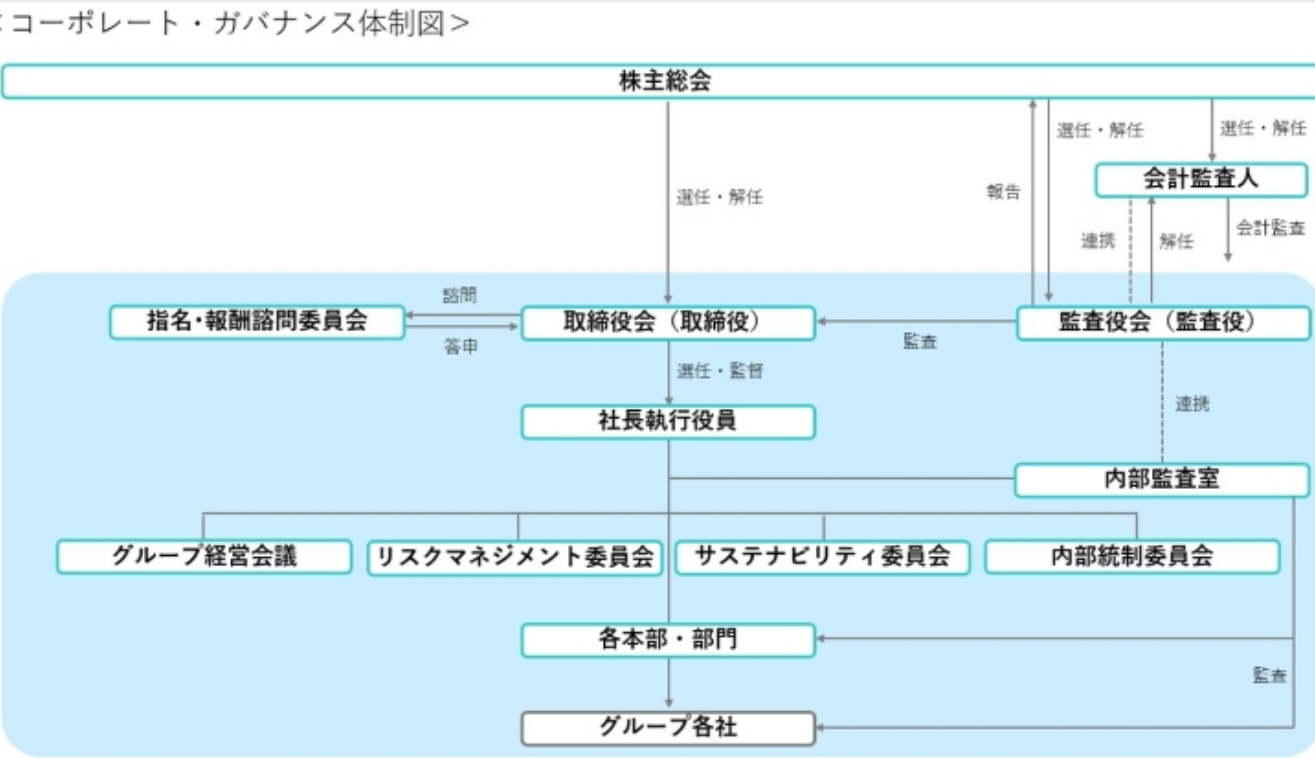 ＜コーポレート・ガバナンス体制図＞
株主総会
選任・解任
選任・解任
選任・解任
報告
会計監査人
連携
解任
会計監査
指名・報酬諮問委員会
諮問
答申
取締役会（取締役）
監査
監査役会（監査役）
選任・監督
社長執行役員
連携
内部監査室
グループ経営会議
リスクマネジメント委員会
サステナビリティ委員会
内部統制委員会
各本部・部門
監査
グループ各社